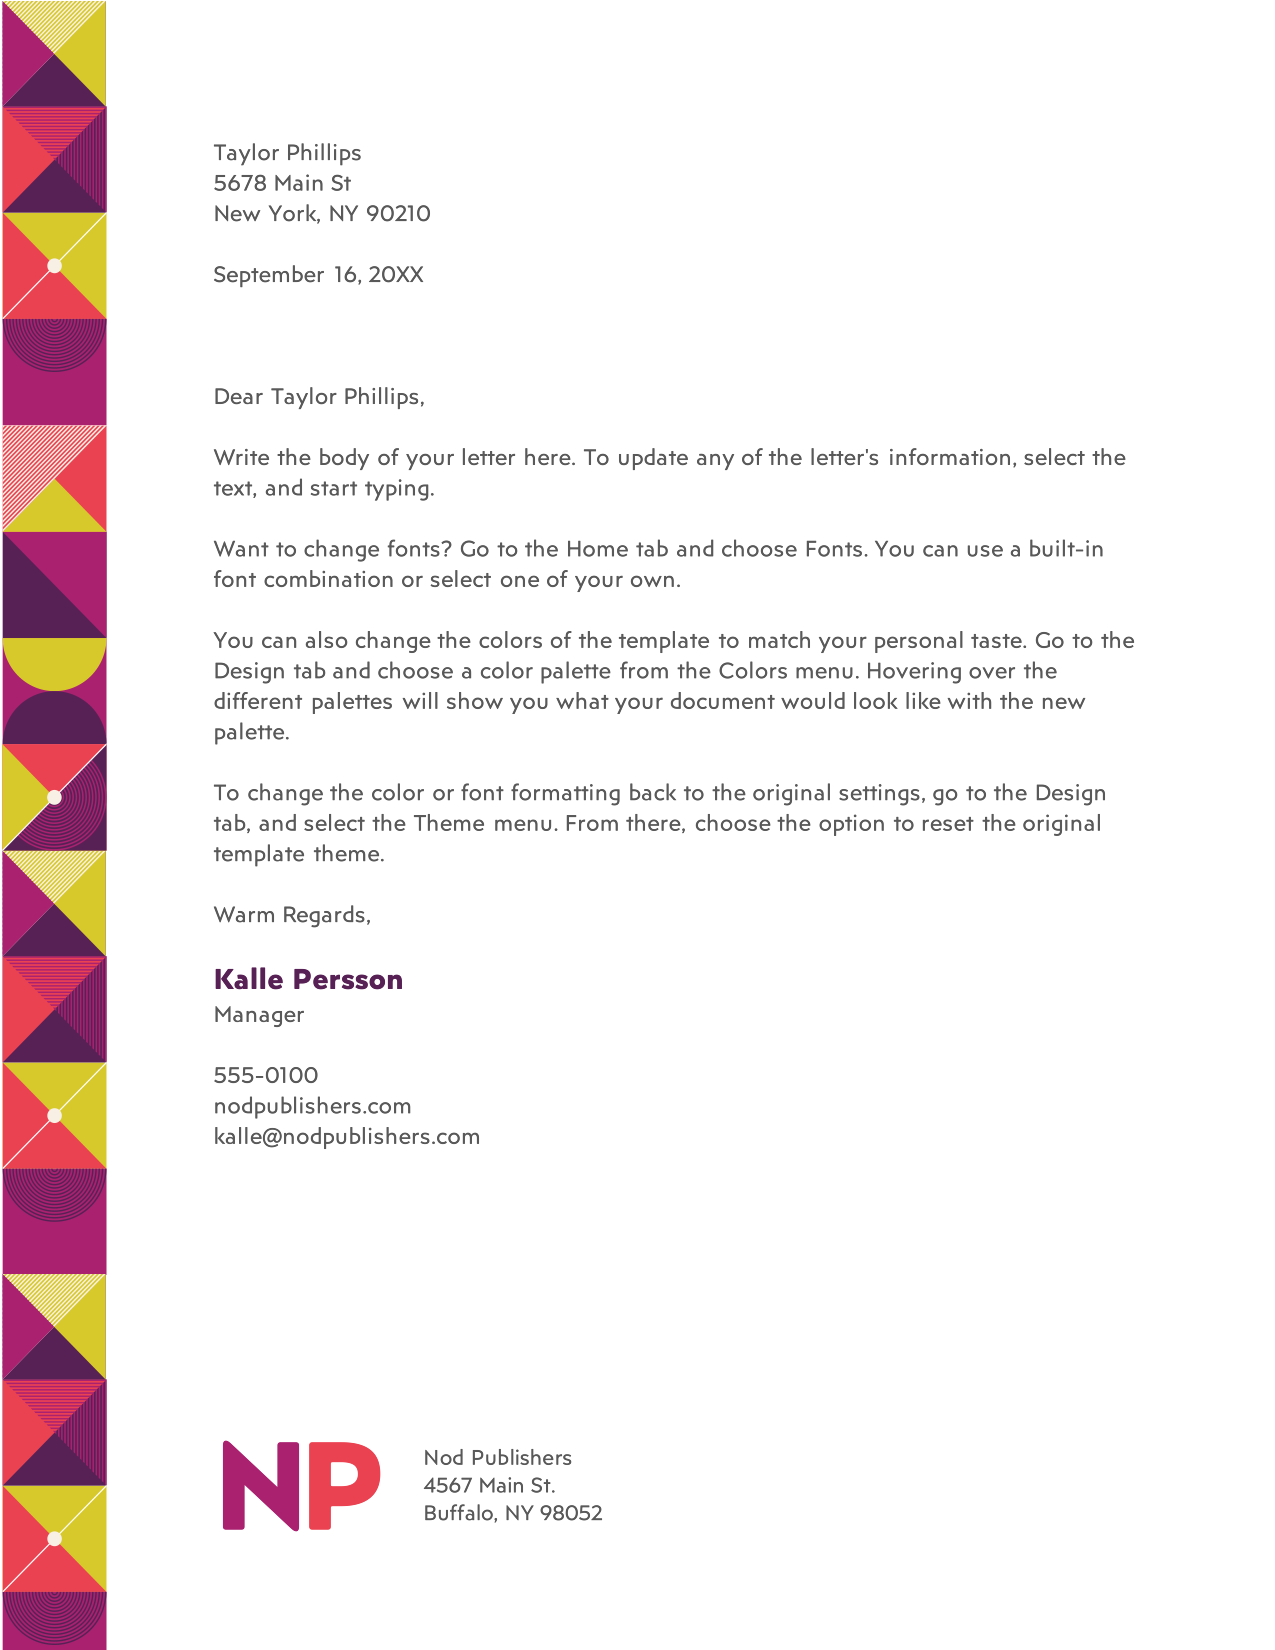 Taylor Phillips
5678 Main St
New York, NY 90210
September 16, 20XX
Dear Taylor Phillips,
Write the body of your letter here. To update any of the letter's information, select the
text, and start typing.
Want to change fonts? Go to the Home tab and choose Fonts. You can use a built-in
font combination or select one of your own.
You can also change the colors of the template to match your personal taste. Go to the
Design tab and choose a color palette from the Colors menu. Hovering over the
different palettes will show you what your document would look like with the new
palette.
To change the color or font formatting back to the original settings, go to the Design
tab, and select the Theme menu. From there, choose the option to reset the original
template theme.
Warm Regards,
Kalle Persson
Manager
555-0100
nodpublishers.com
kalle@nodpublishers.com
NP
Nod Publishers
4567 Main St.
Buffalo, NY 98052